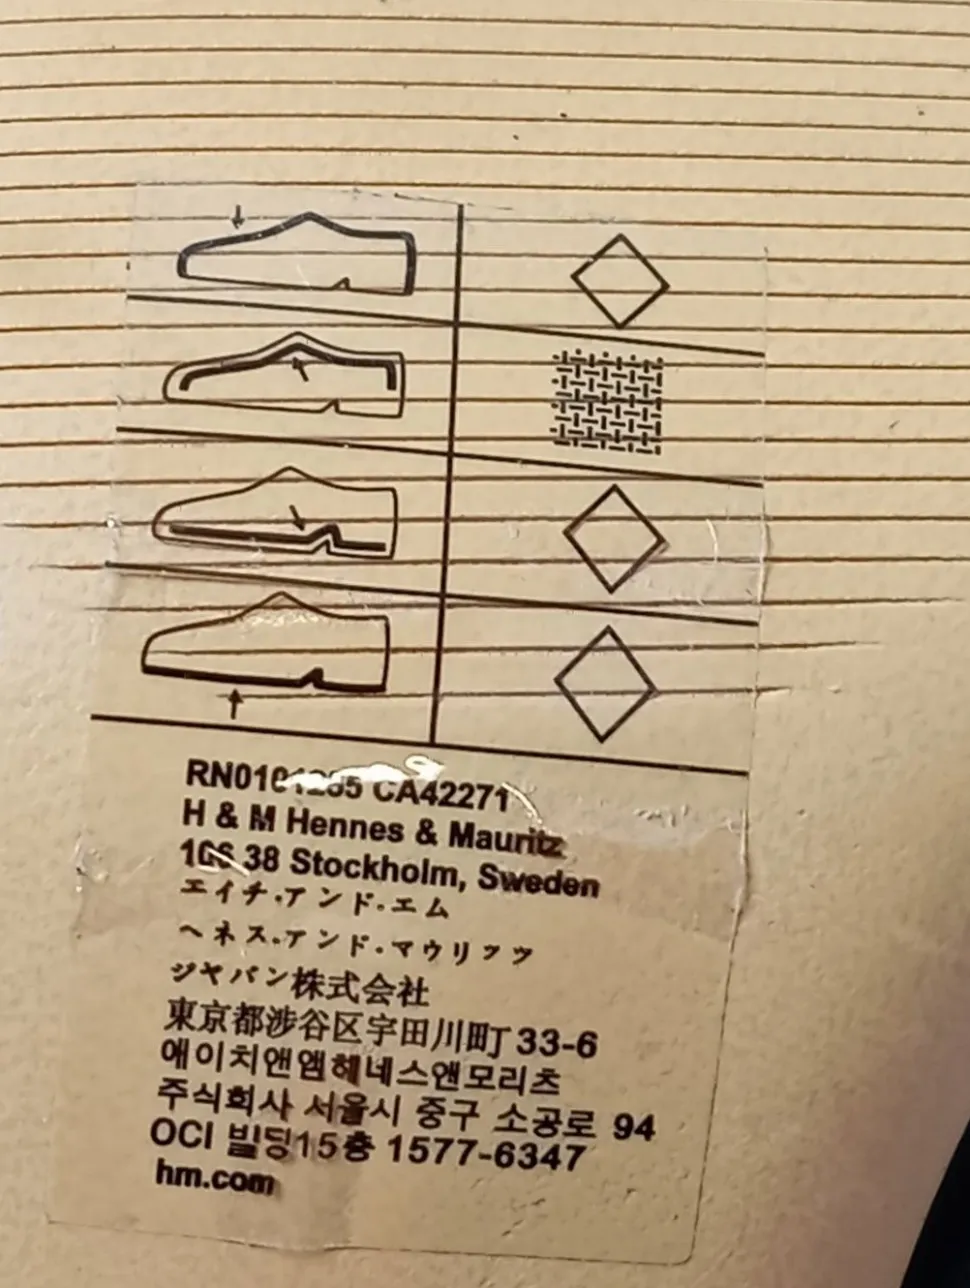 RN0101255 CA42271
H & M Hennes & Mauritz
106 38 Stockholm, Sweden
エイチ・アンド・エム
ヘネス・アンド・マウリッツ
ジャパン株式会社
東京都涉谷区宇田川町 33-6
애이치앤엠헤네스앤모리츠
주식회사 서울시 중구 소공로 94
OCI 빌딩15층 1577-6347
hm.com